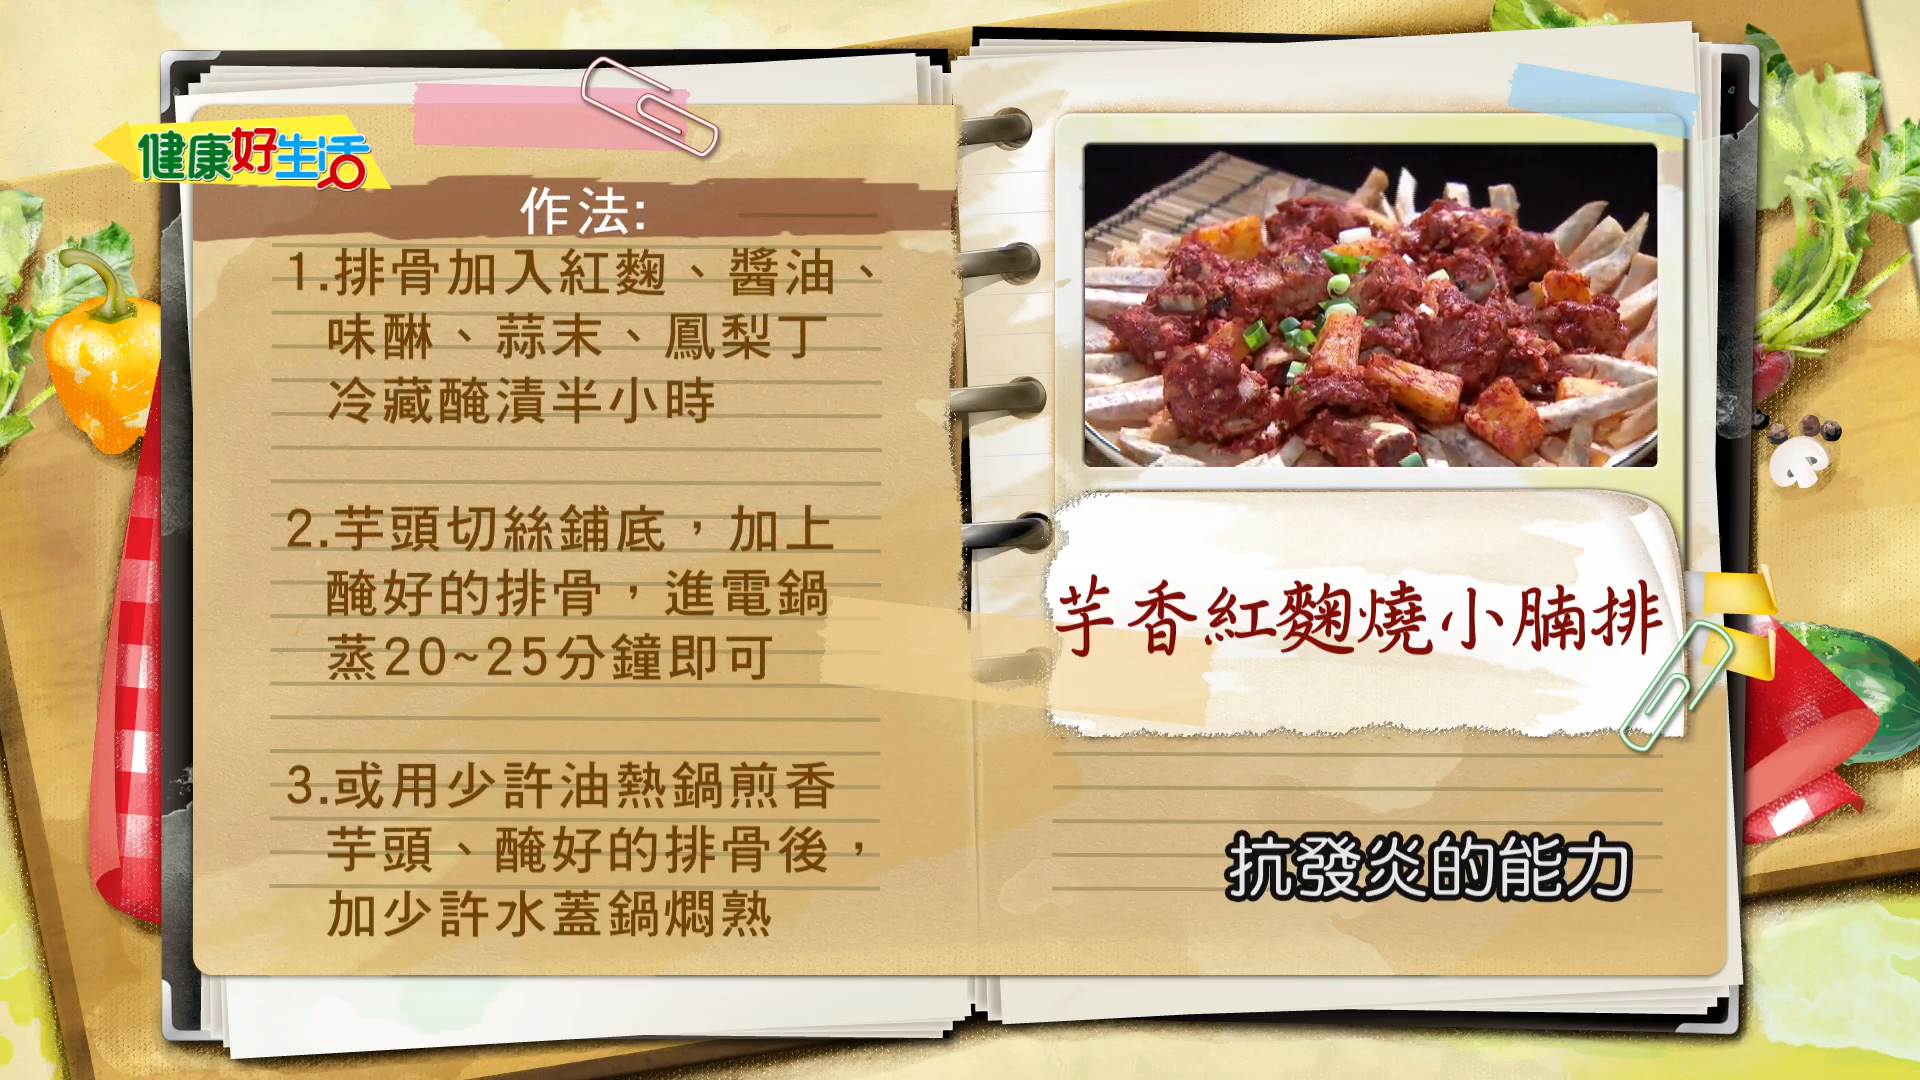 健康好生活
作法:
1.排骨加入紅麴、醬油、
味醂、蒜末、鳳梨丁
冷藏醃漬半小時
2.芋頭切絲鋪底，加上
醃好的排骨，進電鍋
蒸20~25分鐘即可
3.或用少許油熱鍋煎香
芋頭、醃好的排骨後，
加少許水蓋鍋燜熟
芋香紅麴燒小腩排
抗發炎的能力